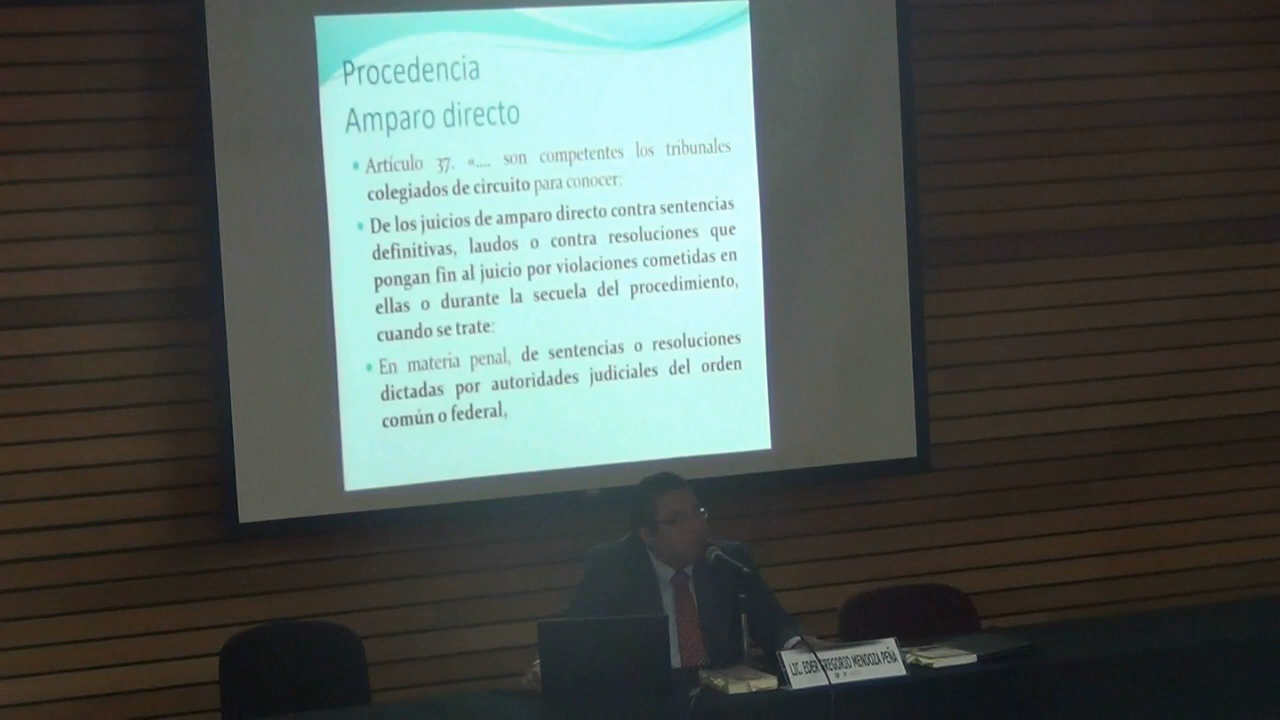 Procedencia
Amparo directo
Artículo 37. «.... son competentes los tribunales
colegiados de circuito para conocer:
De los juicios de amparo directo contra sentencias
definitivas, laudos o contra resoluciones que
pongan fin al juicio por violaciones cometidas en
ellas o durante la secuela del procedimiento,
cuando se trate:
En materia penal, de sentencias o resoluciones
dictadas por autoridades judiciales del orden
común o federal,
LIC. EDER GREGORIO MENDOZA PEÑA